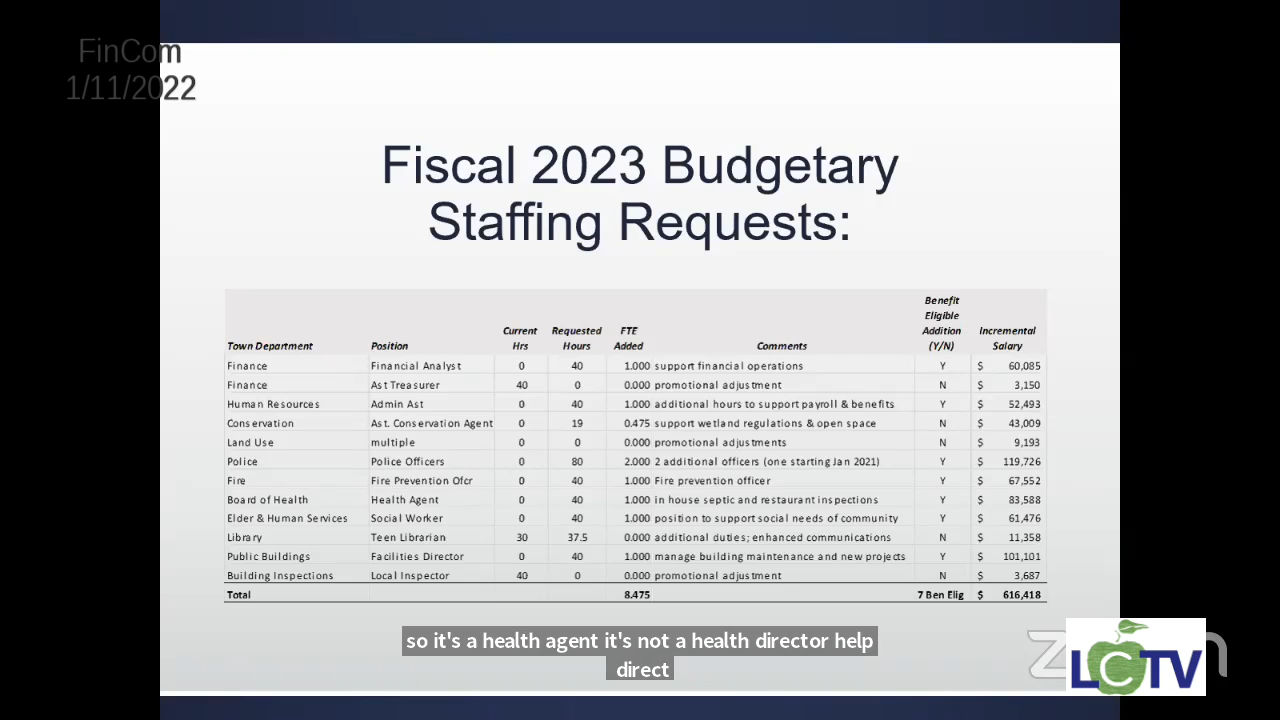 FinCom
1/11/2022
Fiscal 2023 Budgetary
Staffing Requests:
Benefit
Eligible
Current Requested FTE Addition Incremental
Town Department Position Hrs Hours Added Comments (Y/N) Salary
Finance Financial Analyst 0 40 1.000 support financial operations Y $ 60,085
Finance Ast Treasurer 40 0 0.000 promotional adjustment N $ 3,150
Human Resources Admin Ast 0 40 1.000 additional hours to support payroll & benefits Y $ 52,493
Conservation Ast. Conservation Agent 0 19 0.475 support wetland regulations & open space N $ 43,009
Land Use multiple 0 0 0.000 promotional adjustments N $ 9,193
Police Police Officers 0 80 2.000 2 additional officers (one starting Jan 2021) Y $ 119,726
Fire Fire Prevention Ofcr 0 40 1.000 Fire prevention officer Y $ 67,552
Board of Health Health Agent 0 40 1.000 in house septic and restaurant inspections Y $ 83,588
Elder & Human Services Social Worker 0 40 1.000 position to support social needs of community Y $ 61,476
Library Teen Librarian 30 37.5 0.000 additional duties; enhanced communications N $ 11,358
Public Buildings Facilities Director 0 40 1.000 manage building maintenance and new projects Y $ 101,101
Building Inspections Local Inspector 40 0 0.000 promotional adjustment N $ 3,687
Total 8.475 7 Ben Elig $ 616,418
so it's a health agent it's not a health director help
direct
LCTV